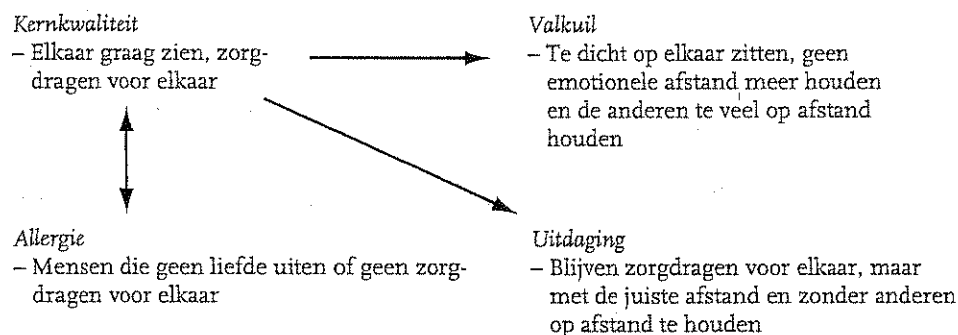 Kernkwaliteit
– Elkaar graag zien, zorg-
dragen voor elkaar
Valkuil
– Te dicht op elkaar zitten, geen
emotionele afstand meer houden
en de anderen te veel op afstand
houden
Allergie
– Mensen die geen liefde uiten of geen zorg-
dragen voor elkaar
Uitdaging
– Blijven zorgdragen voor elkaar, maar
met de juiste afstand en zonder anderen
op afstand te houden